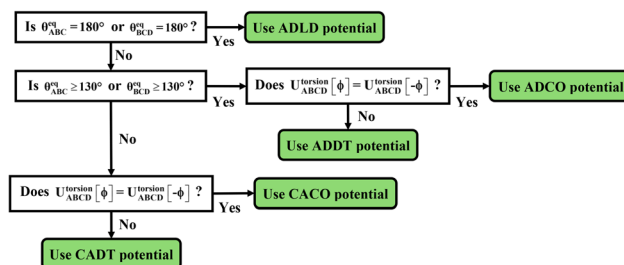 Is θ^eq_ABC = 180° or θ^eq_BCD = 180° ?
Yes
Use ADLD potential
No
Is θ^eq_ABC ≥ 130° or θ^eq_BCD ≥ 130° ?
Yes
Does U^torsion_ABCD [ϕ] = U^torsion_ABCD [-ϕ] ?
Yes
Use ADCO potential
No
Use ADDT potential
No
Does U^torsion_ABCD [ϕ] = U^torsion_ABCD [-ϕ] ?
Yes
Use CACO potential
No
Use CADT potential